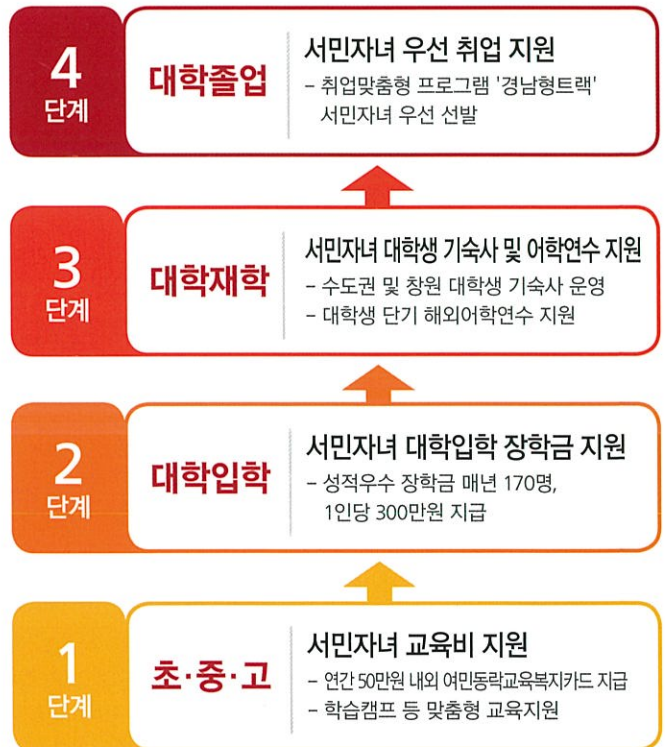 4
단계
대학졸업
서민자녀 우선 취업 지원
- 취업맞춤형 프로그램 '경남형트랙'
서민자녀 우선 선발
3
단계
대학재학
서민자녀 대학생 기숙사 및 어학연수 지원
- 수도권 및 창원 대학생 기숙사 운영
- 대학생 단기 해외어학연수 지원
2
단계
대학입학
서민자녀 대학입학 장학금 지원
- 성적우수 장학금 매년 170명,
1인당 300만원 지급
1
단계
초·중·고
서민자녀 교육비 지원
- 연간 50만원 내외 여민동락교육복지카드 지급
- 학습캠프 등 맞춤형 교육지원